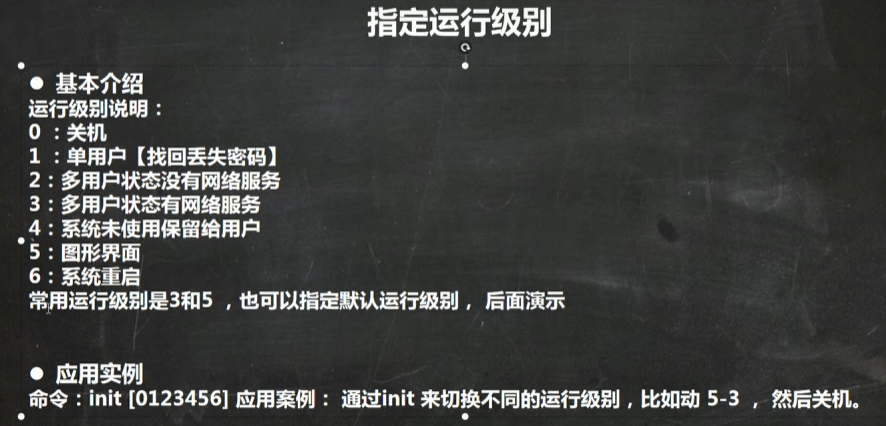 指定运行级别
● 基本介绍
运行级别说明：
0 ：关机
1 ：单用户【找回丢失密码】
2：多用户状态没有网络服务
3：多用户状态有网络服务
4：系统未使用保留给用户
5：图形界面
6：系统重启
常用运行级别是3和5 ，也可以指定默认运行级别， 后面演示
● 应用实例
命令：init [0123456] 应用案例： 通过init 来切换不同的运行级别，比如动 5-3 ， 然后关机。